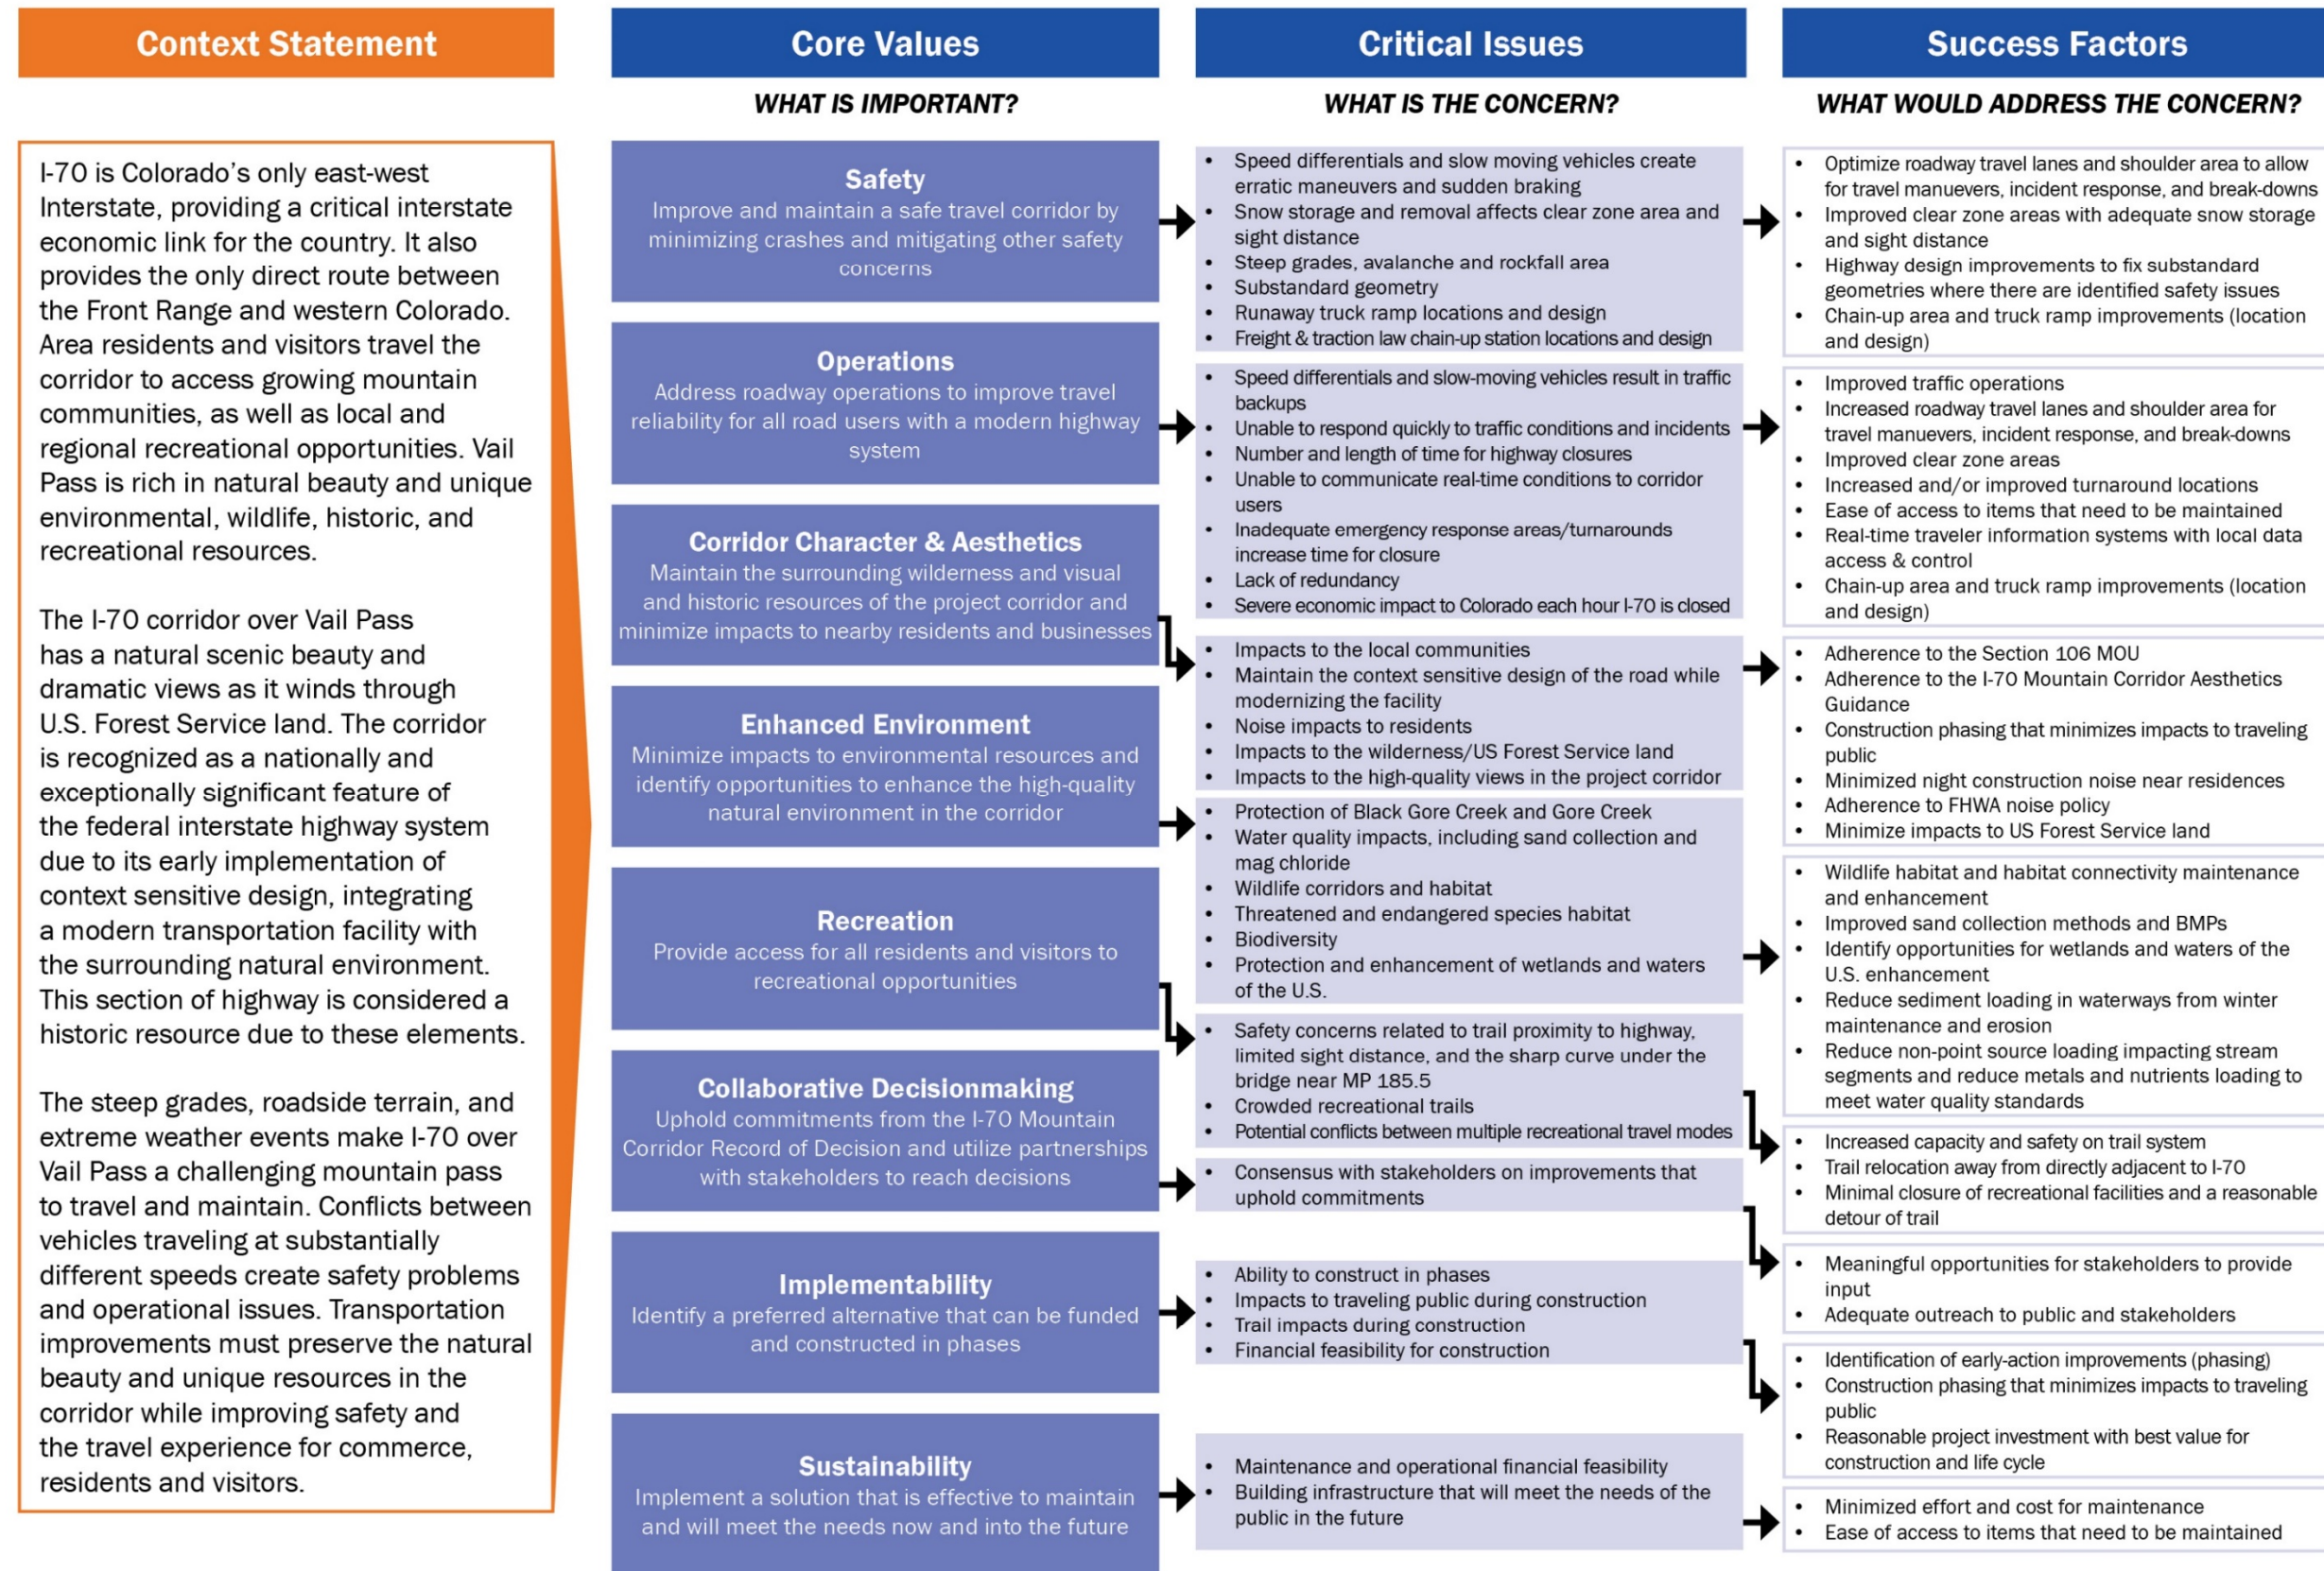 Context Statement
I-70 is Colorado's only east-west
Interstate, providing a critical interstate
economic link for the country. It also
provides the only direct route between
the Front Range and western Colorado.
Area residents and visitors travel the
corridor to access growing mountain
communities, as well as local and
regional recreational opportunities. Vail
Pass is rich in natural beauty and unique
environmental, wildlife, historic, and
recreational resources.
The I-70 corridor over Vail Pass
has a natural scenic beauty and
dramatic views as it winds through
U.S. Forest Service land. The corridor
is recognized as a nationally and
exceptionally significant feature of
the federal interstate highway system
due to its early implementation of
context sensitive design, integrating
a modern transportation facility with
the surrounding natural environment.
This section of highway is considered a
historic resource due to these elements.
The steep grades, roadside terrain, and
extreme weather events make I-70 over
Vail Pass a challenging mountain pass
to travel and maintain. Conflicts between
vehicles traveling at substantially
different speeds create safety problems
and operational issues. Transportation
improvements must preserve the natural
beauty and unique resources in the
corridor while improving safety and
the travel experience for commerce,
residents and visitors.
Core Values
WHAT IS IMPORTANT?
Safety
Improve and maintain a safe travel corridor by
minimizing crashes and mitigating other safety
concerns
Operations
Address roadway operations to improve travel
reliability for all road users with a modern highway
system
Corridor Character & Aesthetics
Maintain the surrounding wilderness and visual
and historic resources of the project corridor and
minimize impacts to nearby residents and businesses
Enhanced Environment
Minimize impacts to environmental resources and
identify opportunities to enhance the high-quality
natural environment in the corridor
Recreation
Provide access for all residents and visitors to
recreational opportunities
Collaborative Decisionmaking
Uphold commitments from the I-70 Mountain
Corridor Record of Decision and utilize partnerships
with stakeholders to reach decisions
Implementability
Identify a preferred alternative that can be funded
and constructed in phases
Sustainability
Implement a solution that is effective to maintain
and will meet the needs now and into the future
Critical Issues
WHAT IS THE CONCERN?
• Speed differentials and slow moving vehicles create
erratic maneuvers and sudden braking
• Snow storage and removal affects clear zone area and
sight distance
• Steep grades, avalanche and rockfall area
• Substandard geometry
• Runaway truck ramp locations and design
• Freight & traction law chain-up station locations and design
• Speed differentials and slow-moving vehicles result in traffic
backups
• Unable to respond quickly to traffic conditions and incidents
• Number and length of time for highway closures
• Unable to communicate real-time conditions to corridor
users
• Inadequate emergency response areas/turnarounds
increase time for closure
• Lack of redundancy
• Severe economic impact to Colorado each hour I-70 is closed
• Impacts to the local communities
• Maintain the context sensitive design of the road while
modernizing the facility
• Noise impacts to residents
• Impacts to the wilderness/US Forest Service land
• Impacts to the high-quality views in the project corridor
• Protection of Black Gore Creek and Gore Creek
• Water quality impacts, including sand collection and
mag chloride
• Wildlife corridors and habitat
• Threatened and endangered species habitat
• Biodiversity
• Protection and enhancement of wetlands and waters
of the U.S.
• Safety concerns related to trail proximity to highway,
limited sight distance, and the sharp curve under the
bridge near MP 185.5
• Crowded recreational trails
• Potential conflicts between multiple recreational travel modes
• Consensus with stakeholders on improvements that
uphold commitments
• Ability to construct in phases
• Impacts to traveling public during construction
• Trail impacts during construction
• Financial feasibility for construction
• Maintenance and operational financial feasibility
• Building infrastructure that will meet the needs of the
public in the future
Success Factors
WHAT WOULD ADDRESS THE CONCERN?
• Optimize roadway travel lanes and shoulder area to allow
for travel manuevers, incident response, and break-downs
• Improved clear zone areas with adequate snow storage
and sight distance
• Highway design improvements to fix substandard
geometries where there are identified safety issues
• Chain-up area and truck ramp improvements (location
and design)
• Improved traffic operations
• Increased roadway travel lanes and shoulder area for
travel manuevers, incident response, and break-downs
• Improved clear zone areas
• Increased and/or improved turnaround locations
• Ease of access to items that need to be maintained
• Real-time traveler information systems with local data
access & control
• Chain-up area and truck ramp improvements (location
and design)
• Adherence to the Section 106 MOU
• Adherence to the I-70 Mountain Corridor Aesthetics
Guidance
• Construction phasing that minimizes impacts to traveling
public
• Minimized night construction noise near residences
• Adherence to FHWA noise policy
• Minimize impacts to US Forest Service land
• Wildlife habitat and habitat connectivity maintenance
and enhancement
• Improved sand collection methods and BMPs
• Identify opportunities for wetlands and waters of the
U.S. enhancement
• Reduce sediment loading in waterways from winter
maintenance and erosion
• Reduce non-point source loading impacting stream
segments and reduce metals and nutrients loading to
meet water quality standards
• Increased capacity and safety on trail system
• Trail relocation away from directly adjacent to I-70
• Minimal closure of recreational facilities and a reasonable
detour of trail
• Meaningful opportunities for stakeholders to provide
input
• Adequate outreach to public and stakeholders
• Identification of early-action improvements (phasing)
• Construction phasing that minimizes impacts to traveling
public
• Reasonable project investment with best value for
construction and life cycle
• Minimized effort and cost for maintenance
• Ease of access to items that need to be maintained